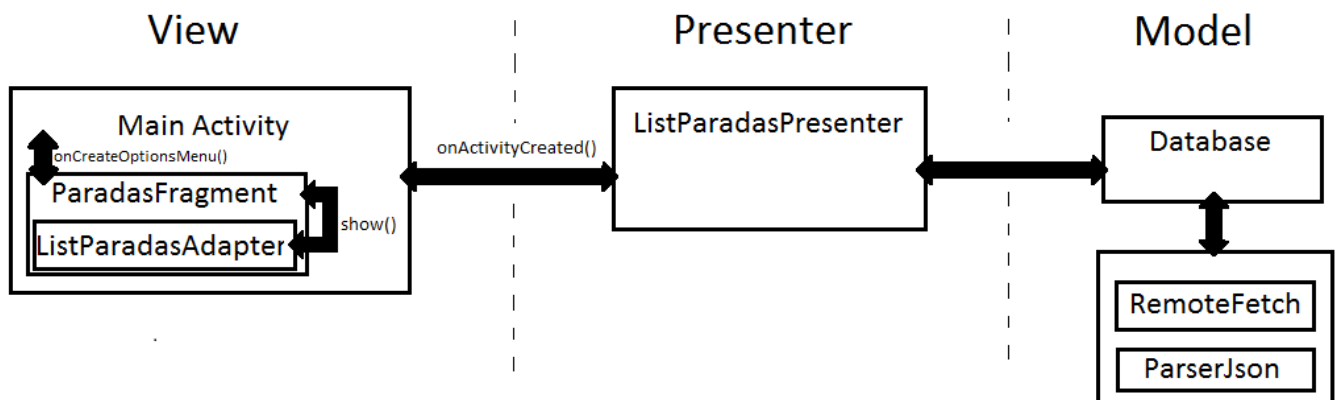 View
Presenter
Model
Main Activity
onCreateOptionsMenu()
ParadasFragment
ListParadasAdapter
show()
onActivityCreated()
ListParadasPresenter
Database
RemoteFetch
ParserJson